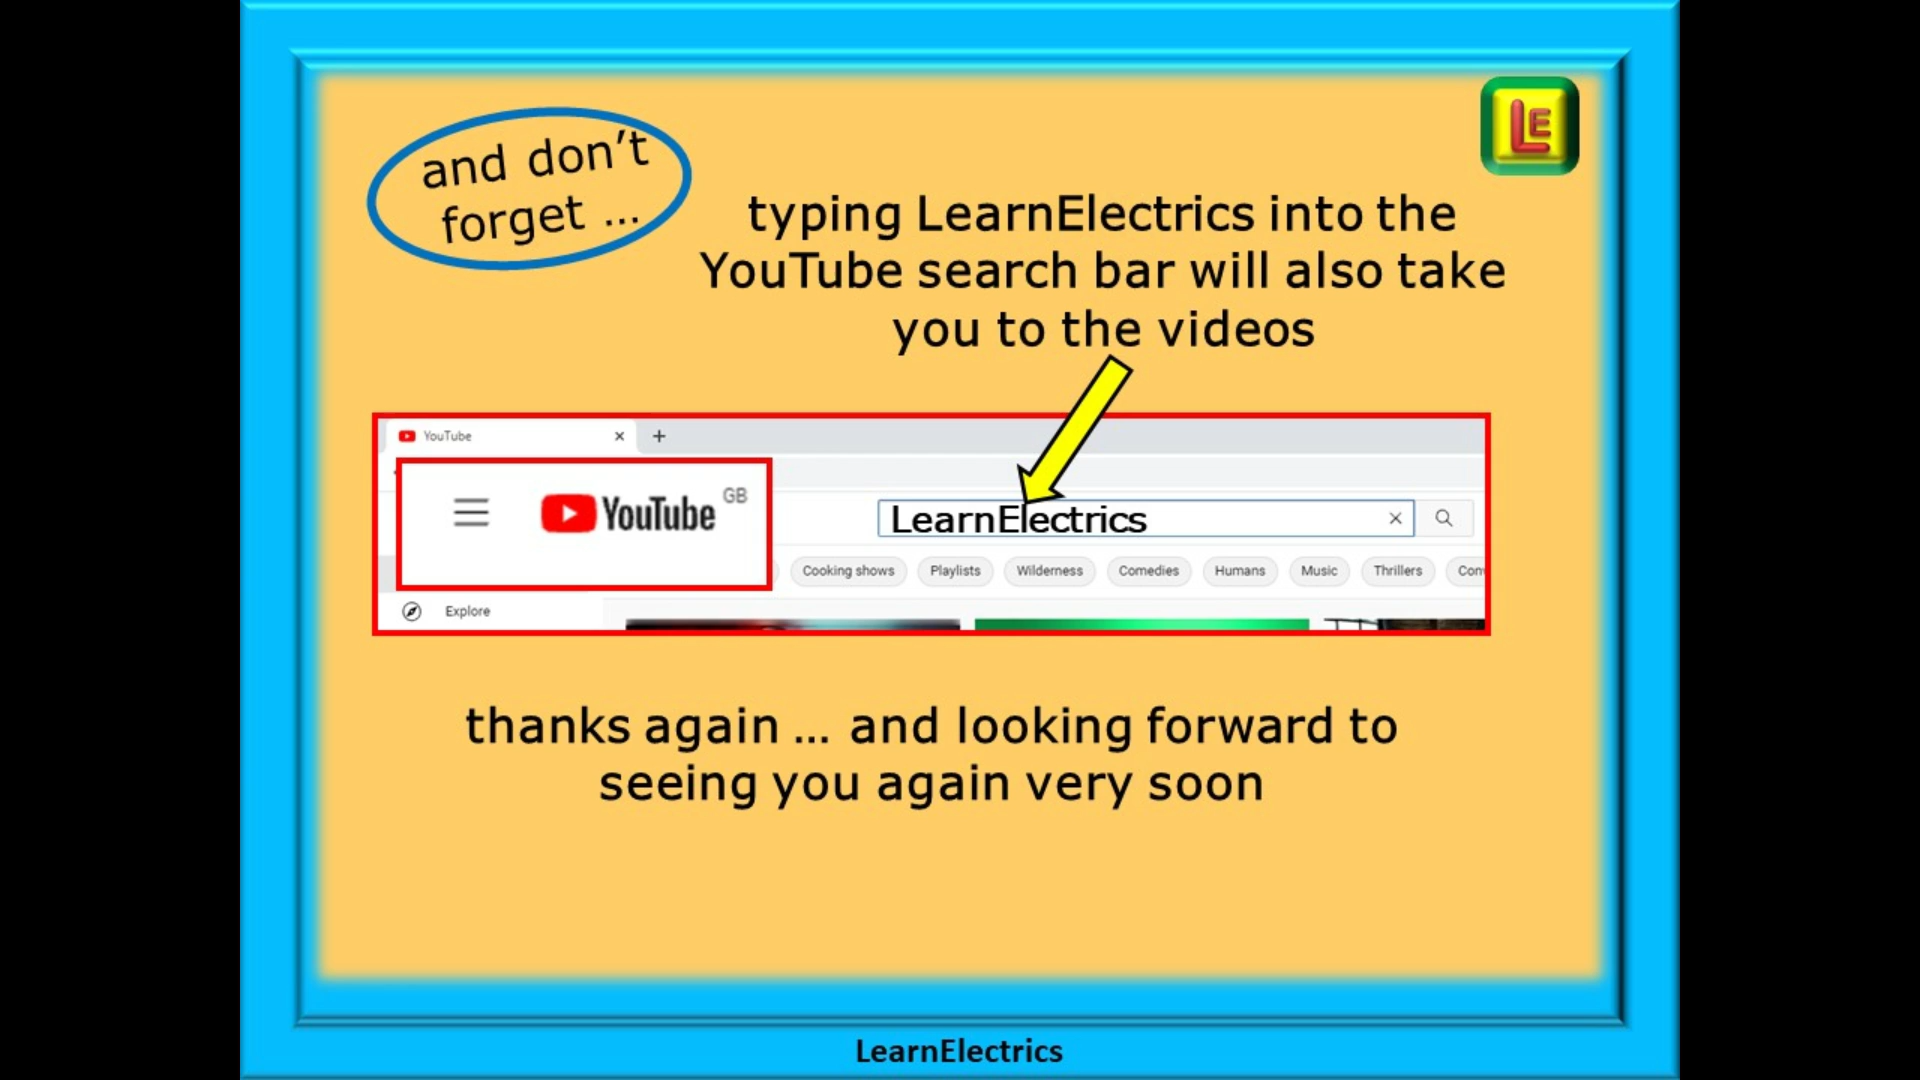 and don’t
forget ...
LE
typing LearnElectrics into the
YouTube search bar will also take
you to the videos
YouTube
YouTube GB
LearnElectrics
Cooking shows Playlists Wilderness Comedies Humans Music Thrillers
Explore
thanks again ... and looking forward to
seeing you again very soon
LearnElectrics